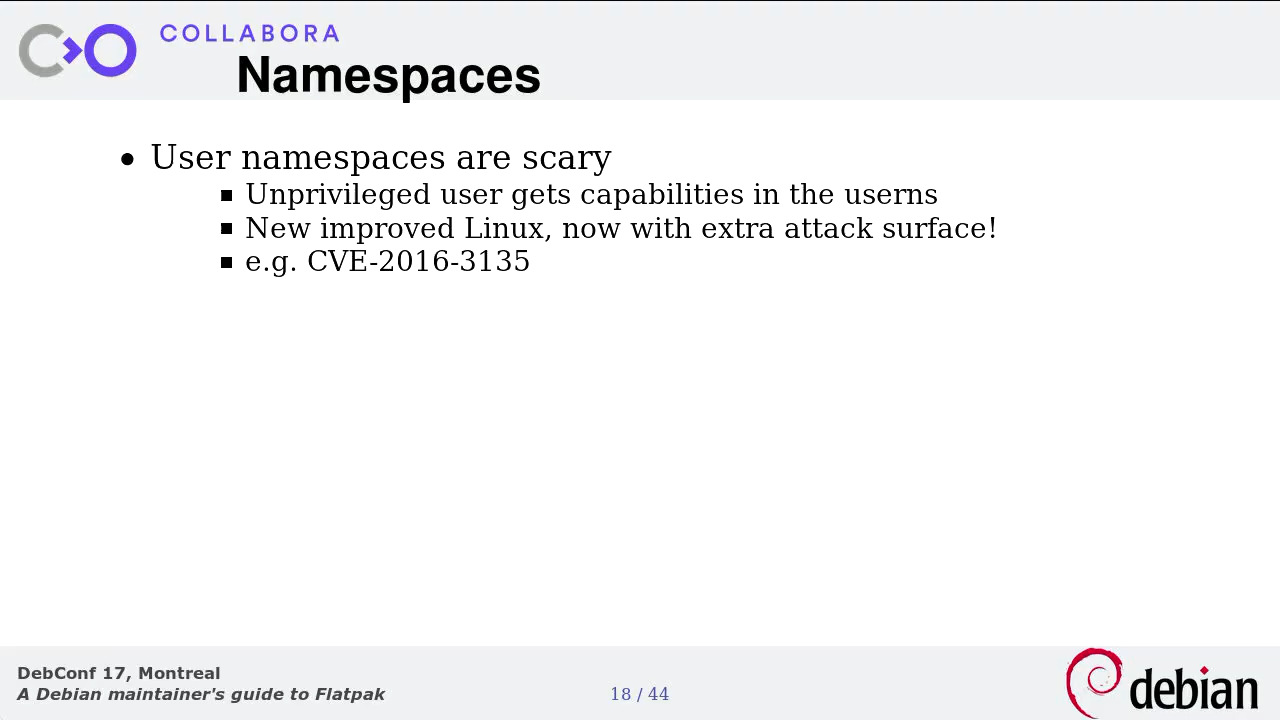 COLLABORA
Namespaces
• User namespaces are scary
▪ Unprivileged user gets capabilities in the userns
▪ New improved Linux, now with extra attack surface!
▪ e.g. CVE-2016-3135
DebConf 17, Montreal
A Debian maintainer's guide to Flatpak
18 / 44
debian